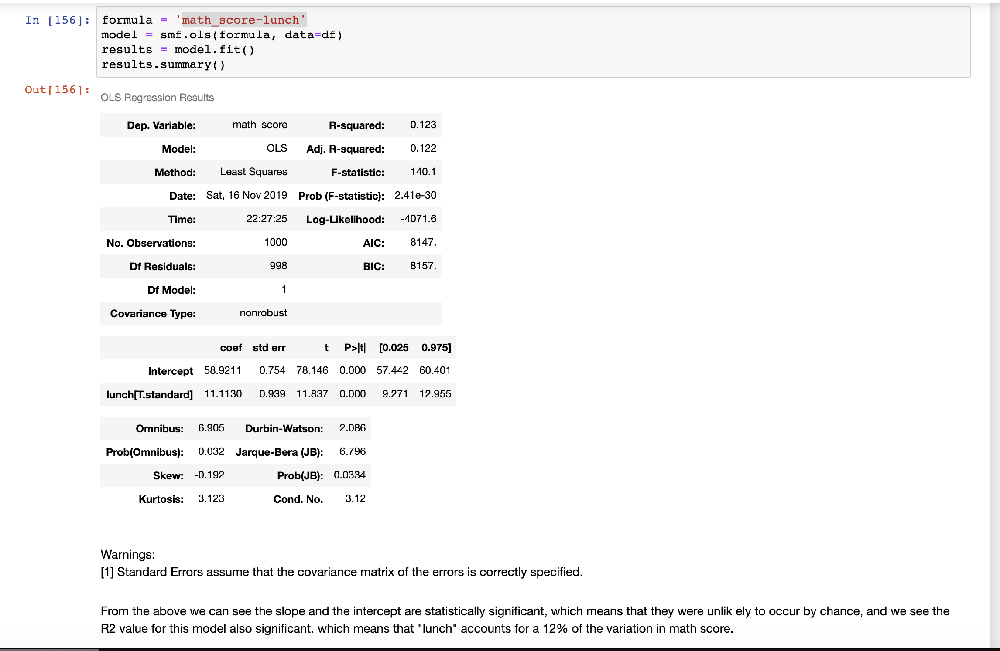 In [156]: formula = 'math_score~lunch'
model = smf.ols(formula, data=df)
results = model.fit()
results.summary()
Out[156]:
OLS Regression Results
Dep. Variable: math_score R-squared: 0.123
Model: OLS Adj. R-squared: 0.122
Method: Least Squares F-statistic: 140.1
Date: Sat, 16 Nov 2019 Prob (F-statistic): 2.41e-30
Time: 22:27:25 Log-Likelihood: -4071.6
No. Observations: 1000 AIC: 8147.
Df Residuals: 998 BIC: 8157.
Df Model: 1
Covariance Type: nonrobust
coef std err t P>|t| [0.025 0.975]
Intercept 58.9211 0.754 78.146 0.000 57.442 60.401
lunch[T.standard] 11.1130 0.939 11.837 0.000 9.271 12.955
Omnibus: 6.905 Durbin-Watson: 2.086
Prob(Omnibus): 0.032 Jarque-Bera (JB): 6.796
Skew: -0.192 Prob(JB): 0.0334
Kurtosis: 3.123 Cond. No. 3.12
Warnings:
[1] Standard Errors assume that the covariance matrix of the errors is correctly specified.
From the above we can see the slope and the intercept are statistically significant, which means that they were unlik ely to occur by chance, and we see the
R2 value for this model also significant. which means that "lunch" accounts for a 12% of the variation in math score.